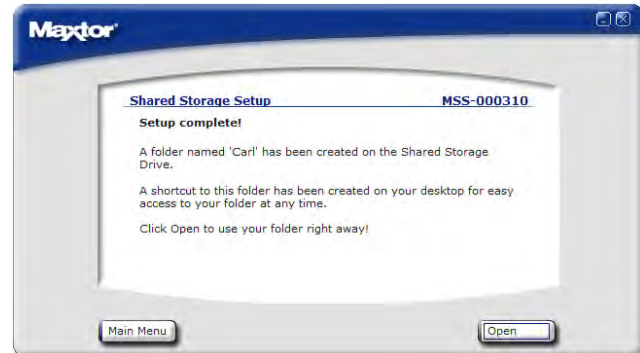 Maxtor
Shared Storage Setup MSS-000310
Setup complete!
A folder named 'Carl' has been created on the Shared Storage
Drive.
A shortcut to this folder has been created on your desktop for easy
access to your folder at any time.
Click Open to use your folder right away!
Main Menu Open